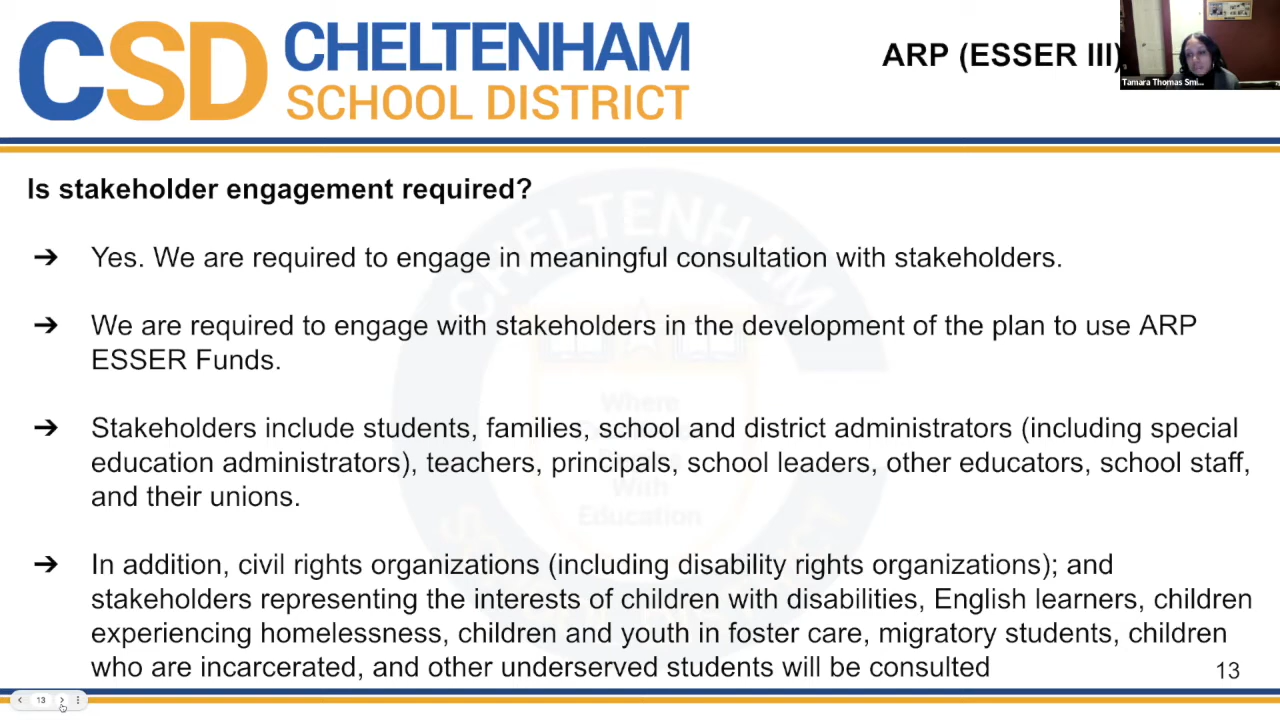 CSD CHELTENHAM
SCHOOL DISTRICT
ARP (ESSER III)
Tamara Thomas Smi...
Is stakeholder engagement required?
➔ Yes. We are required to engage in meaningful consultation with stakeholders.
➔ We are required to engage with stakeholders in the development of the plan to use ARP
ESSER Funds.
➔ Stakeholders include students, families, school and district administrators (including special
education administrators), teachers, principals, school leaders, other educators, school staff,
and their unions.
➔ In addition, civil rights organizations (including disability rights organizations); and
stakeholders representing the interests of children with disabilities, English learners, children
experiencing homelessness, children and youth in foster care, migratory students, children
who are incarcerated, and other underserved students will be consulted
13
13
CHELTENHAM
Where
With
Education